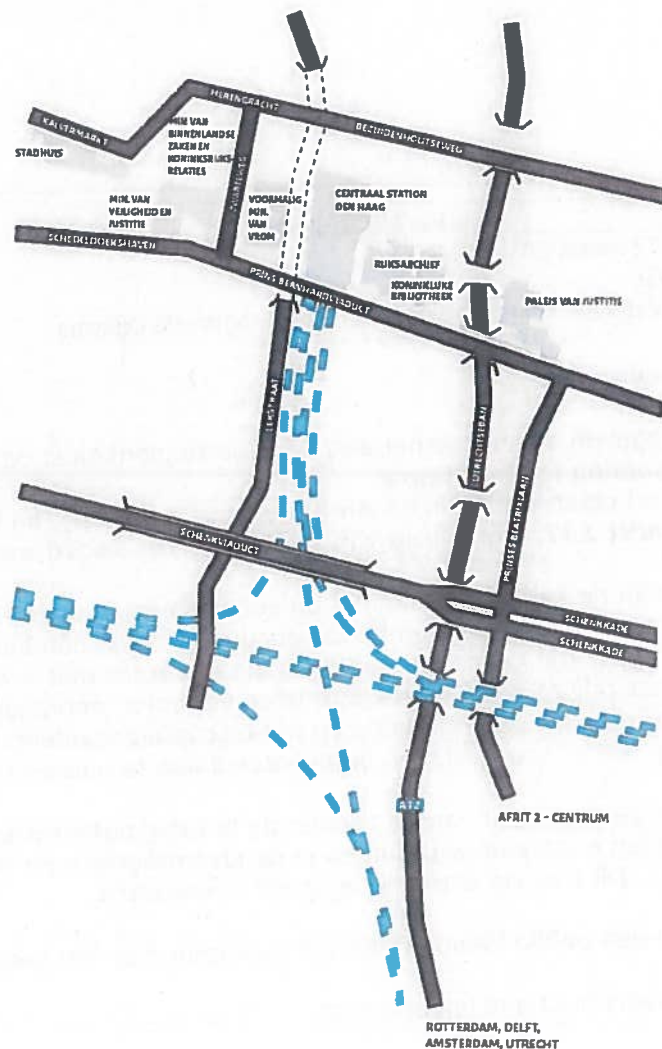 HERENGRACHT
KALVERMARKT
BEZUIDENHOUTSEWEG
STADHUIS
MIN. VAN
BINNENLANDSE
ZAKEN EN
KONINKRIJKS-
RELATIES
ZWARTEWEG
MIN. VAN
VEILIGHEID EN
JUSTITIE
VOORMALIG
MIN.
VAN
VROM
CENTRAAL STATION
DEN HAAG
RIJKSARCHIEF
KONINKLIJKE
BIBLIOTHEEK
PALEIS VAN JUSTITIE
SCHEDELDOEKSHAVEN
PRINS BERNHARDVIADUCT
LEKSTRAAT
UTRECHTSEBAAN
PRINSES BEATRIXLAAN
SCHENKVIADUCT
SCHENKKADE
SCHENKKADE
A12
AFRIT 2 - CENTRUM
ROTTERDAM, DELFT,
AMSTERDAM, UTRECHT